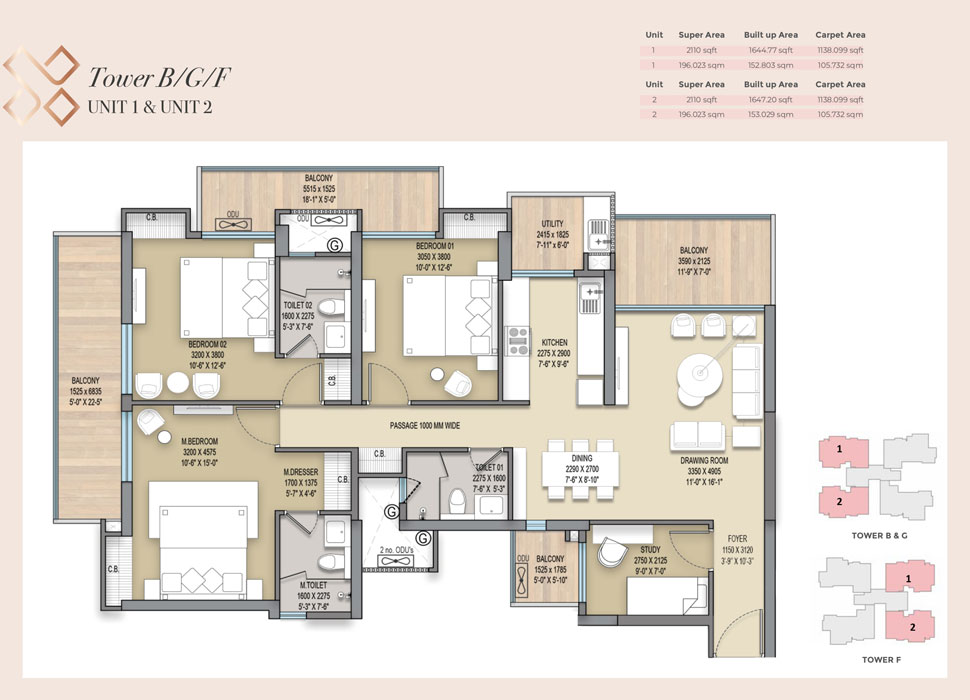 Unit Super Area Built up Area Carpet Area
1 2110 sqft 1644.77 sqft 1138.099 sqft
1 196.023 sqm 152.803 sqm 105.732 sqm
Unit Super Area Built up Area Carpet Area
2 2110 sqft 1647.20 sqft 1138.099 sqft
2 196.023 sqm 153.029 sqm 105.732 sqm
Tower B/G/F
UNIT 1 & UNIT 2
BALCONY
5515 x 1525
18'-1" X 5'-0"
C.B.
ODU
ODU
G
C.B.
UTILITY
2415 x 1825
7'-11" x 6'-0"
BALCONY
3590 x 2125
11'-9" X 7'-0"
BEDROOM 01
3050 X 3800
10'-0" X 12'-6"
TOILET 02
1600 X 2275
5'-3" X 7'-6"
BEDROOM 02
3200 X 3800
10'-6" X 12'-6"
C.B.
KITCHEN
2275 X 2900
7'-6" X 9'-6"
BALCONY
1525 x 6835
5'-0" X 22-5"
PASSAGE 1000 MM WIDE
M.BEDROOM
3200 X 4575
10'-6" X 15'-0"
M.DRESSER
1700 X 1375
5'-7" X 4'-6"
C.B.
C.B.
TOILET 01
2275 X 1600
7'-6" X 5'-3"
DINING
2290 X 2700
7'-6" X 8'-10"
DRAWING ROOM
3350 X 4905
11'-0" X 16'-1"
G
G
2 no. ODU's
C.B.
M.TOILET
1600 X 2275
5'-3" X 7'-6"
ODU
BALCONY
1525 x 1785
5'-0" X 5'-10"
STUDY
2750 X 2125
9'-0" X 7'-0"
FOYER
1150 X 3120
3'-9" X 10'-3"
1
2
TOWER B & G
1
2
TOWER F